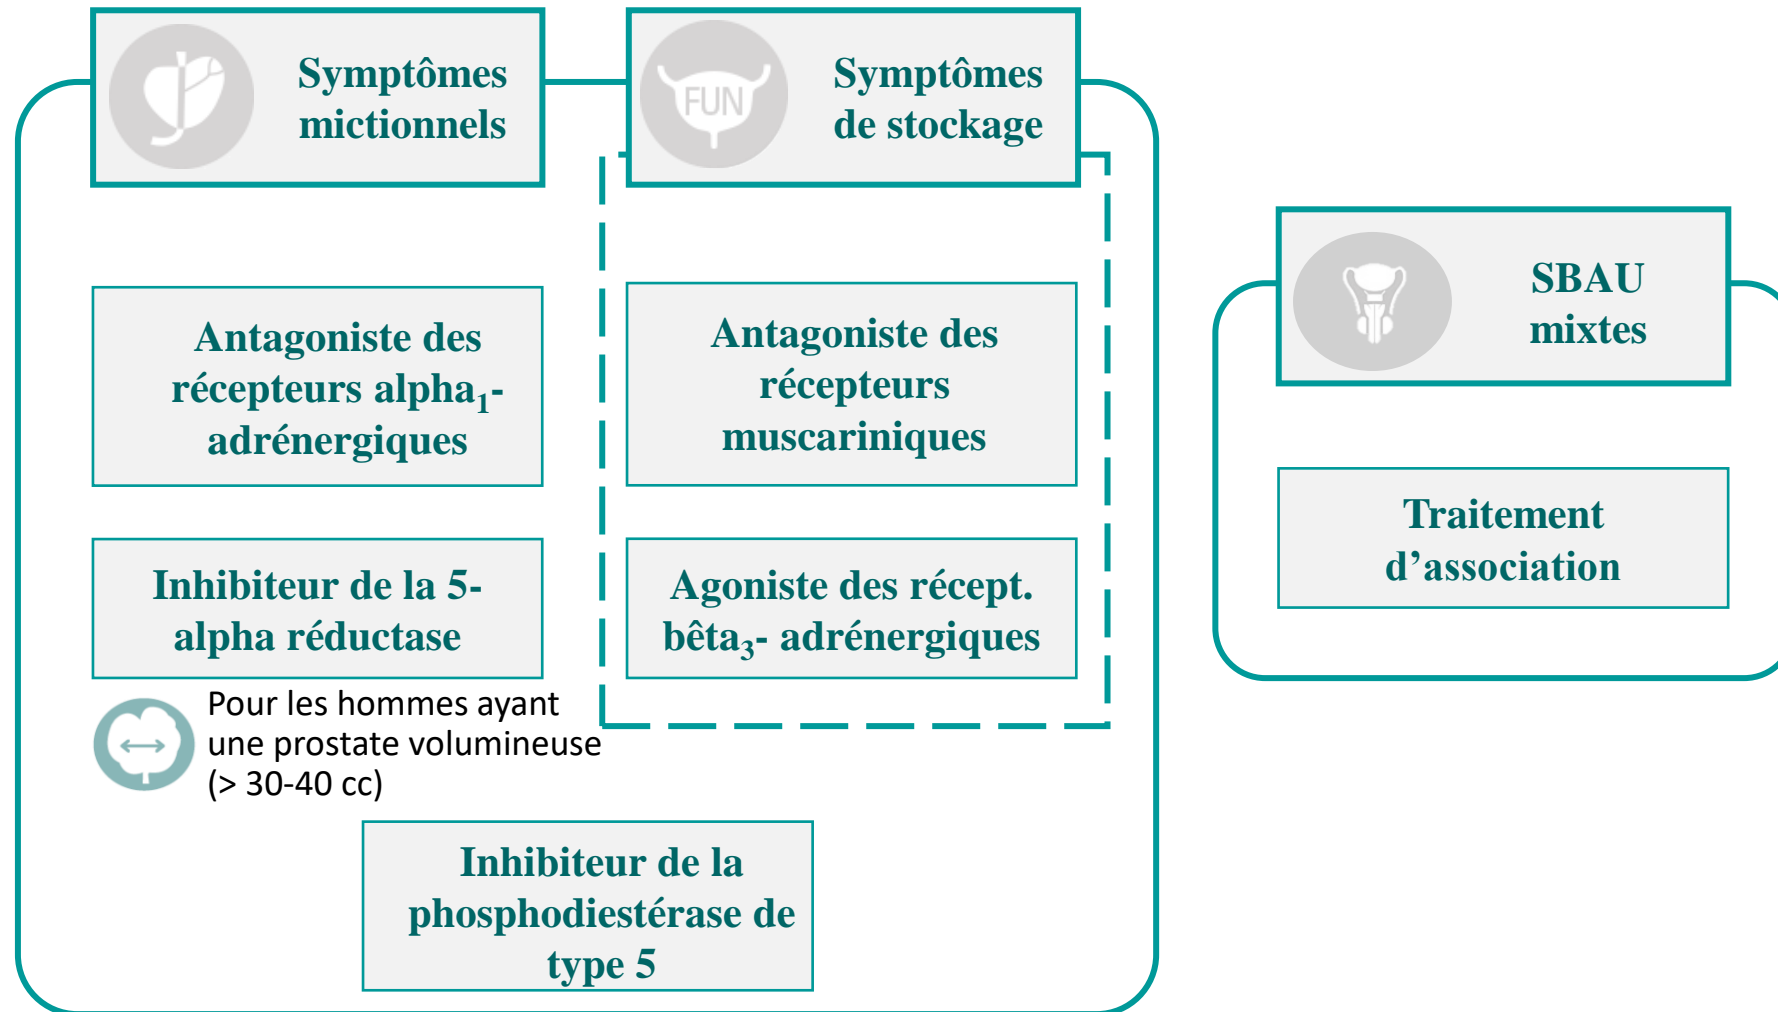 Symptômes
mictionnels
FUN
Symptômes
de stockage
Antagoniste des
récepteurs alpha₁-
adrénergiques
Antagoniste des
récepteurs
muscariniques
Inhibiteur de la 5-
alpha réductase
Agoniste des récept.
bêta₃- adrénergiques
Pour les hommes ayant
une prostate volumineuse
(> 30-40 cc)
Inhibiteur de la
phosphodiestérase de
type 5
SBAU
mixtes
Traitement
d’association